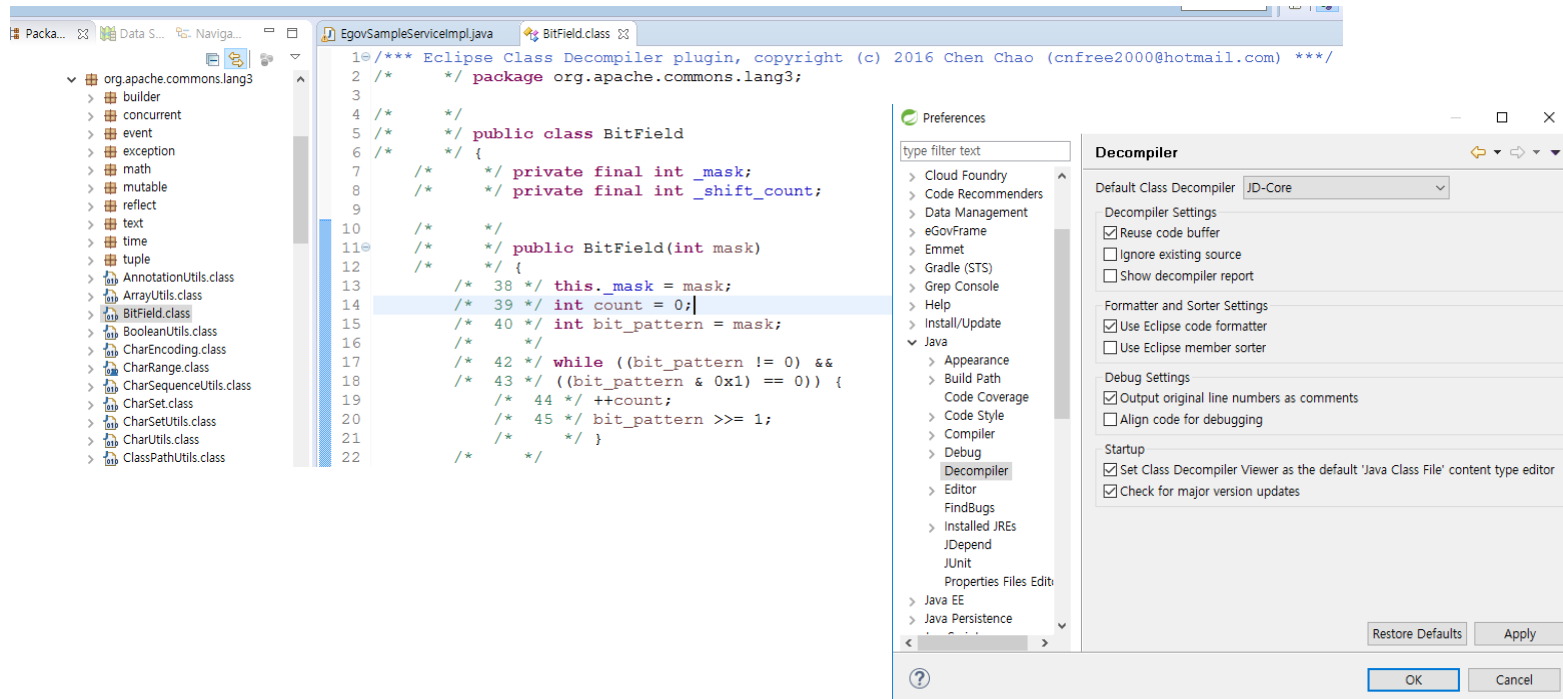 Packa... Data S... Naviga...
org.apache.commons.lang3
builder
concurrent
event
exception
math
mutable
reflect
text
time
tuple
AnnotationUtils.class
ArrayUtils.class
BitField.class
BooleanUtils.class
CharEncoding.class
CharRange.class
CharSequenceUtils.class
CharSet.class
CharSetUtils.class
CharUtils.class
ClassPathUtils.class
EgovSampleServiceImpl.java BitField.class
1 /*** Eclipse Class Decompiler plugin, copyright (c) 2016 Chen Chao (cnfree2000@hotmail.com) ***/
2 /* */ package org.apache.commons.lang3;
3
4 /* */
5 /* */ public class BitField
6 /* */ {
7 /* */ private final int _mask;
8 /* */ private final int _shift_count;
9
10 /* */
11 /* */ public BitField(int mask)
12 /* */ {
13 /* 38 */ this._mask = mask;
14 /* 39 */ int count = 0;
15 /* 40 */ int bit_pattern = mask;
16 /* */
17 /* 42 */ while ((bit_pattern != 0) &&
18 /* 43 */ ((bit_pattern & 0x1) == 0)) {
19 /* 44 */ ++count;
20 /* 45 */ bit_pattern >>= 1;
21 /* */ }
22 /* */
Preferences
type filter text
Cloud Foundry
Code Recommenders
Data Management
eGovFrame
Emmet
Gradle (STS)
Grep Console
Help
Install/Update
Java
Appearance
Build Path
Code Coverage
Code Style
Compiler
Debug
Decompiler
Editor
FindBugs
Installed JREs
JDepend
JUnit
Properties Files Edit
Java EE
Java Persistence
Decompiler
Default Class Decompiler JD-Core
Decompiler Settings
Reuse code buffer
Ignore existing source
Show decompiler report
Formatter and Sorter Settings
Use Eclipse code formatter
Use Eclipse member sorter
Debug Settings
Output original line numbers as comments
Align code for debugging
Startup
Set Class Decompiler Viewer as the default 'Java Class File' content type editor
Check for major version updates
Restore Defaults Apply
OK Cancel